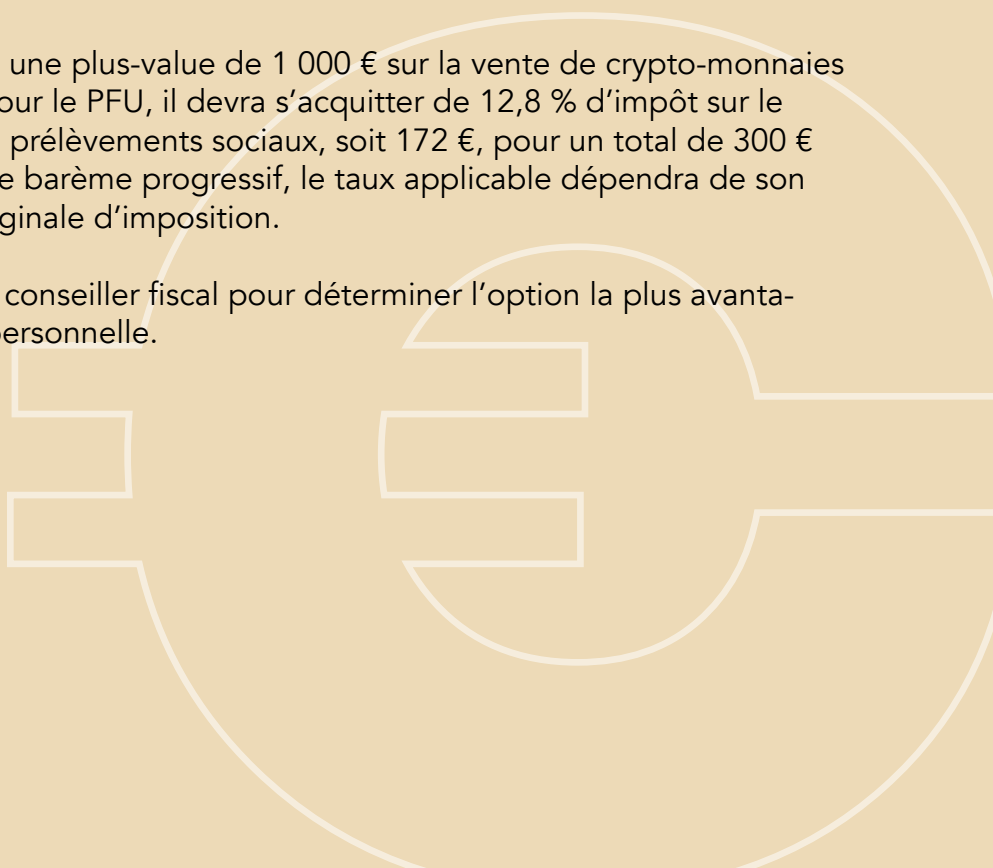 une plus-value de 1 000 € sur la vente de crypto-monnaies
our le PFU, il devra s’acquitter de 12,8 % d’impôt sur le
prélèvements sociaux, soit 172 €, pour un total de 300 €
e barème progressif, le taux applicable dépendra de son
ginale d’imposition.
conseiller fiscal pour déterminer l’option la plus avanta-
personnelle.